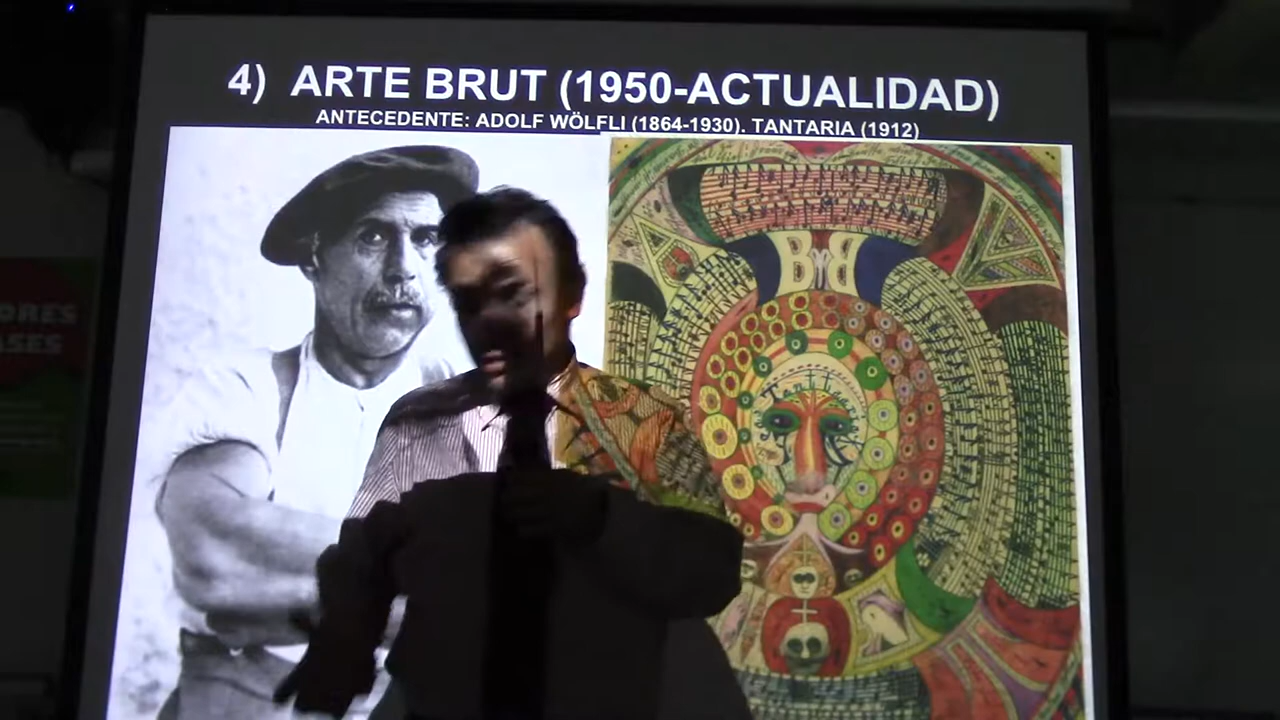 4) ARTE BRUT (1950-ACTUALIDAD)
ANTECEDENTE: ADOLF WÖLFLI (1864-1930). TANTARIA (1912)
B B